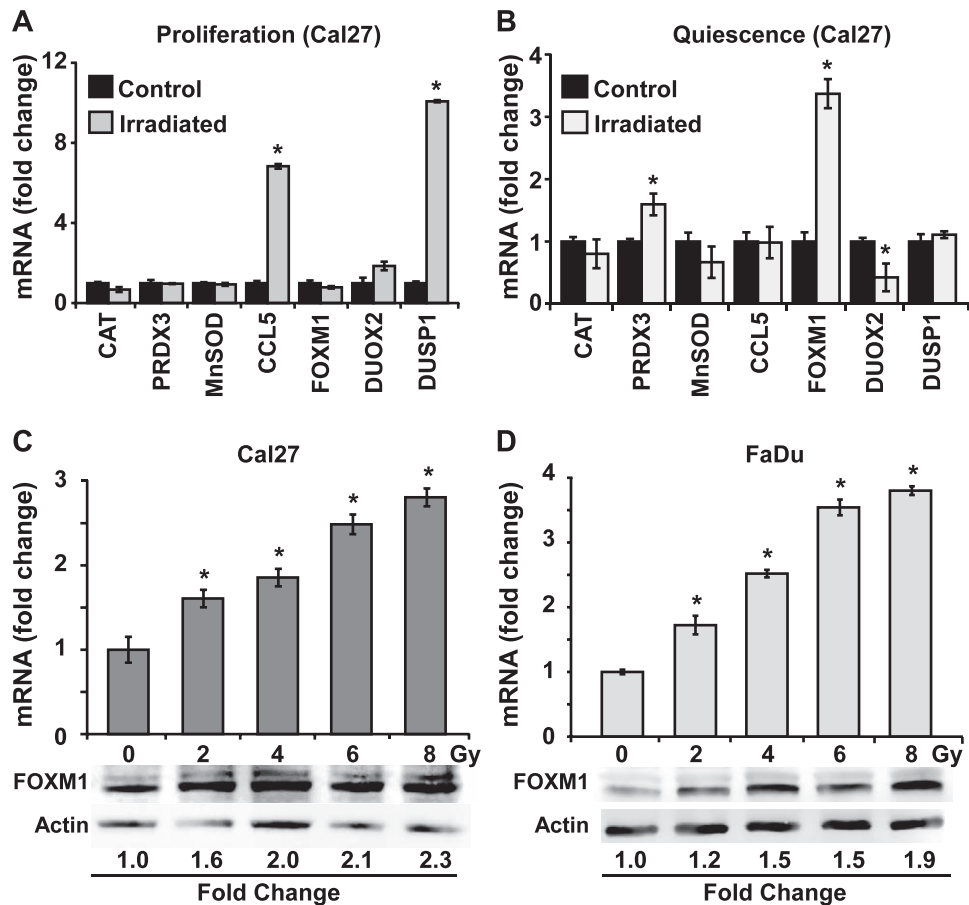 A
Proliferation (Cal27)
mRNA (fold change)
12
8
4
0
Control
Irradiated
*
*
CAT
PRDX3
MnSOD
CCL5
FOXM1
DUOX2
DUSP1
B
Quiescence (Cal27)
mRNA (fold change)
4
3
2
1
0
Control
Irradiated
*
*
*
CAT
PRDX3
MnSOD
CCL5
FOXM1
DUOX2
DUSP1
C
Cal27
mRNA (fold change)
3
2
1
0
* * * *
0 2 4 6 8 Gy
FOXM1
Actin
1.0 1.6 2.0 2.1 2.3
Fold Change
D
FaDu
mRNA (fold change)
4
3
2
1
0
* * * *
0 2 4 6 8 Gy
FOXM1
Actin
1.0 1.2 1.5 1.5 1.9
Fold Change